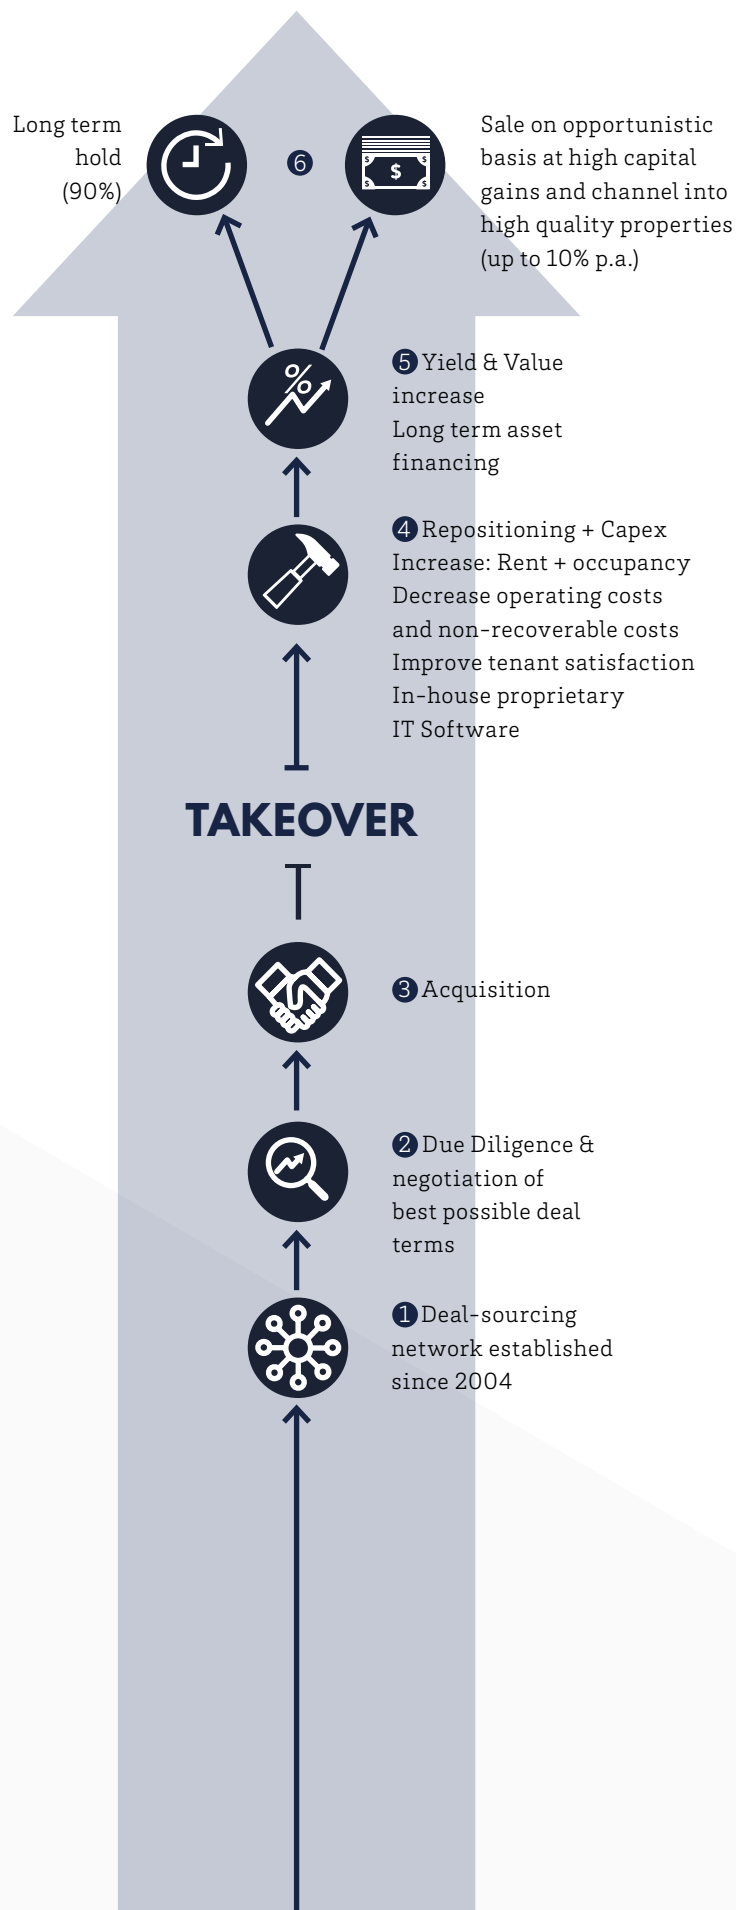 Long term
hold
(90%)
6
$
$
$
$
$
Sale on opportunistic
basis at high capital
gains and channel into
high quality properties
(up to 10% p.a.)
%
5 Yield & Value
increase
Long term asset
financing
4 Repositioning + Capex
Increase: Rent + occupancy
Decrease operating costs
and non-recoverable costs
Improve tenant satisfaction
In-house proprietary
IT Software
TAKEOVER
3 Acquisition
2 Due Diligence &
negotiation of
best possible deal
terms
1 Deal-sourcing
network established
since 2004